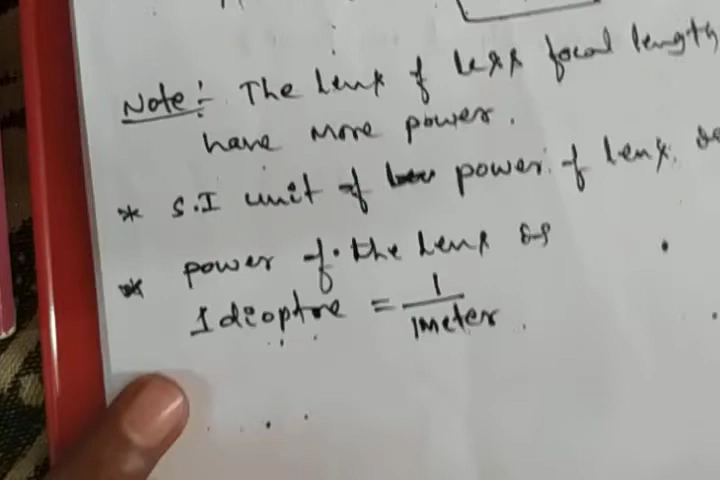 Note:- The lens of less focal length
have more power.
* S.I unit of power of lens
* power of the lens is
1 dioptre = 1/1meter.